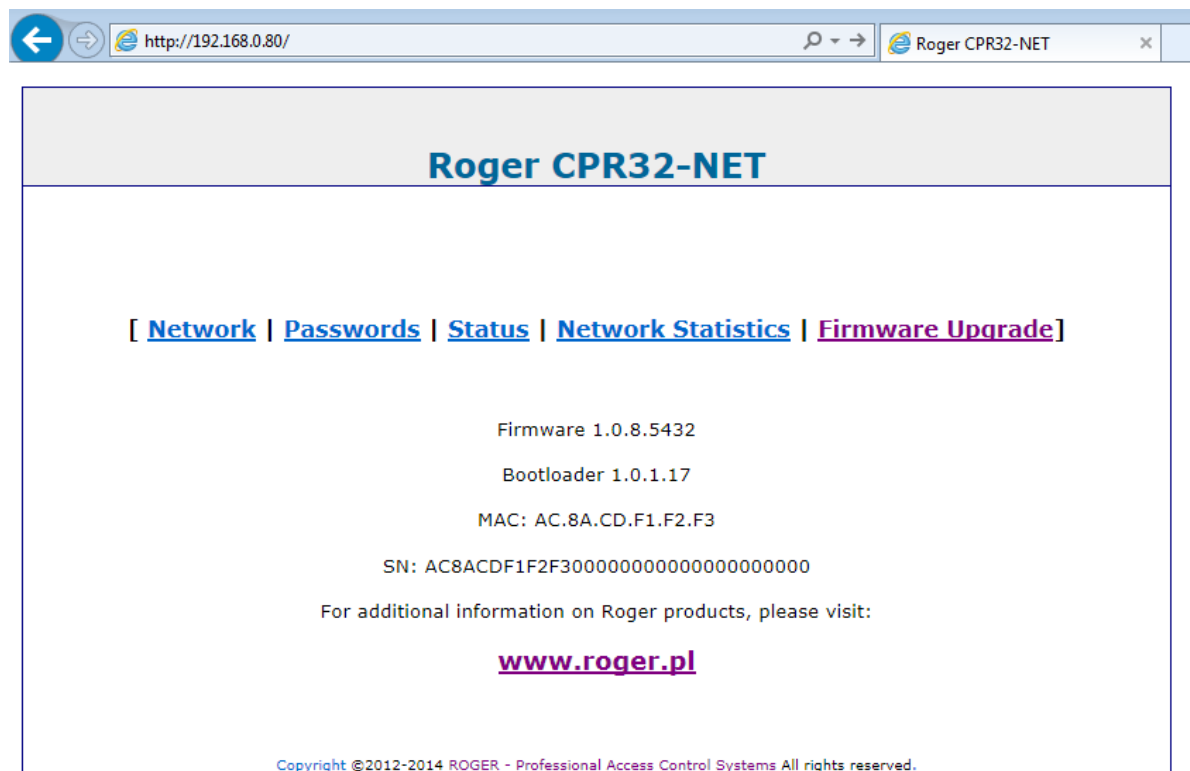 http://192.168.0.80/
Roger CPR32-NET
Roger CPR32-NET
[ Network | Passwords | Status | Network Statistics | Firmware Upgrade]
Firmware 1.0.8.5432
Bootloader 1.0.1.17
MAC: AC.8A.CD.F1.F2.F3
SN: AC8ACDF1F2F300000000000000000000
For additional information on Roger products, please visit:
www.roger.pl
Copyright ©2012-2014 ROGER - Professional Access Control Systems All rights reserved.